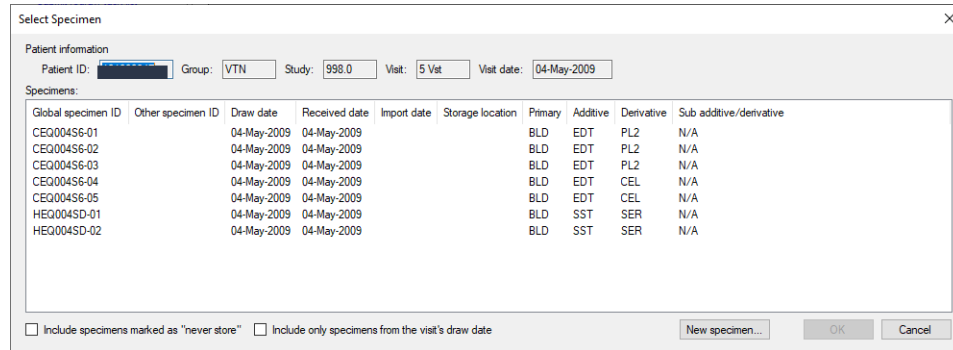 Select Specimen
Patient information
Patient ID: Group: VTN Study: 998.0 Visit: 5 Vst Visit date: 04-May-2009
Specimens:
Global specimen ID Other specimen ID Draw date Received date Import date Storage location Primary Additive Derivative Sub additive/derivative
CEQ004S6-01 04-May-2009 04-May-2009 BLD EDT PL2 N/A
CEQ004S6-02 04-May-2009 04-May-2009 BLD EDT PL2 N/A
CEQ004S6-03 04-May-2009 04-May-2009 BLD EDT PL2 N/A
CEQ004S6-04 04-May-2009 04-May-2009 BLD EDT CEL N/A
CEQ004S6-05 04-May-2009 04-May-2009 BLD EDT CEL N/A
HEQ004SD-01 04-May-2009 04-May-2009 BLD SST SER N/A
HEQ004SD-02 04-May-2009 04-May-2009 BLD SST SER N/A
Include specimens marked as "never store" Include only specimens from the visit's draw date New specimen... OK Cancel